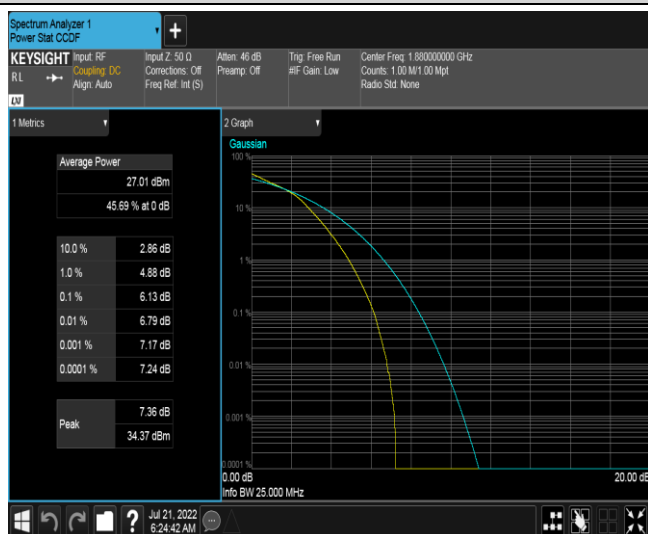 Spectrum Analyzer 1
Power Stat CCDF
+
KEYSIGHT
Input: RF
Input Z: 50 Ω
Atten: 46 dB
Trig: Free Run
Center Freq: 1.880000000 GHz
R L
Coupling: DC
Corrections: Off
Preamp: Off
#IF Gain: Low
Counts: 1.00 M/1.00 Mpt
Align: Auto
Freq Ref: Int (S)
Radio Std: None
LXI
1 Metrics
2 Graph
Average Power
27.01 dBm
45.69 % at 0 dB
10.0 % 2.86 dB
1.0 % 4.88 dB
0.1 % 6.13 dB
0.01 % 6.79 dB
0.001 % 7.17 dB
0.0001 % 7.24 dB
Peak
7.36 dB
34.37 dBm
Gaussian
100 %
10 %
1 %
0.1 %
0.01 %
0.001 %
0.0001 %
0.00 dB
20.00 dB
Info BW 25.000 MHz
?
Jul 21, 2022
6:24:42 AM